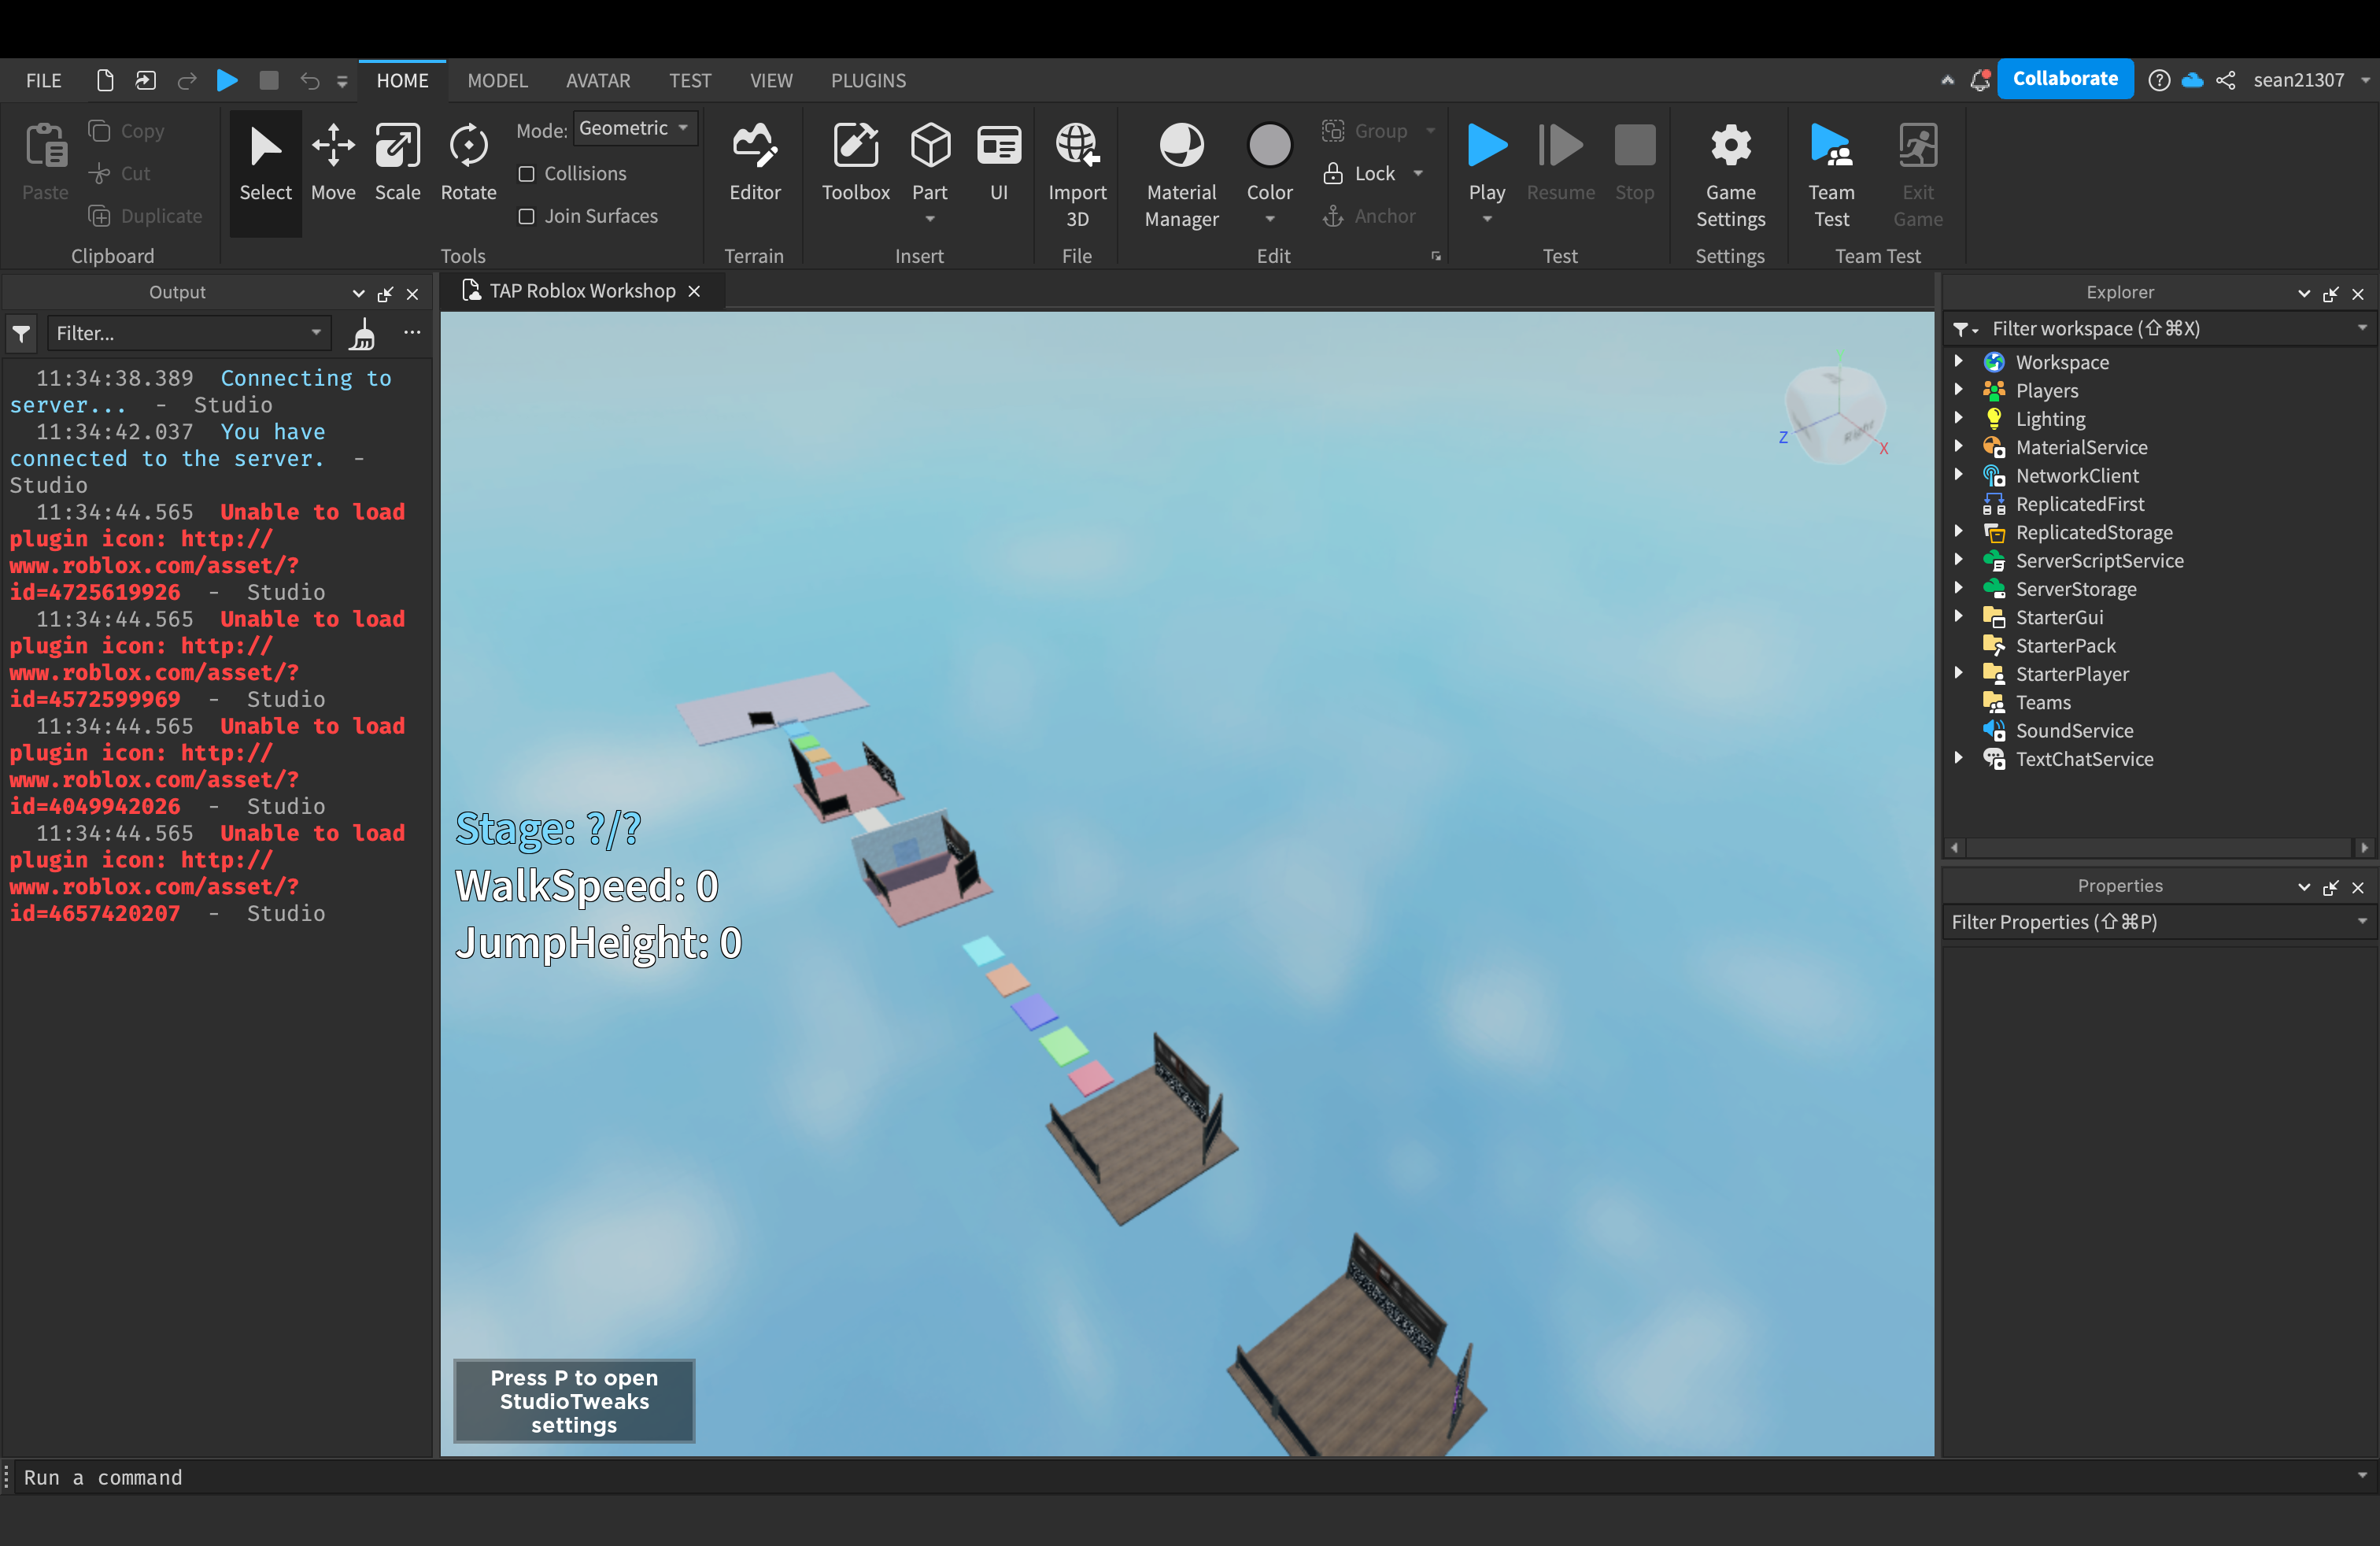 FILE
HOME
MODEL
AVATAR
TEST
VIEW
PLUGINS
Collaborate
sean21307
Paste
Copy
Cut
Duplicate
Clipboard
Select
Move
Scale
Rotate
Mode: Geometric
Collisions
Join Surfaces
Tools
Editor
Terrain
Toolbox
Part
UI
Insert
Import
3D
File
Material
Manager
Color
Group
Lock
Anchor
Edit
Play
Resume
Stop
Test
Game
Settings
Settings
Team
Test
Exit
Game
Team Test
Output
Filter...
11:34:38.389 Connecting to
server... - Studio
11:34:42.037 You have
connected to the server. -
Studio
11:34:44.565 Unable to load
plugin icon: http://
www.roblox.com/asset/?
id=4725619926 - Studio
11:34:44.565 Unable to load
plugin icon: http://
www.roblox.com/asset/?
id=4572599969 - Studio
11:34:44.565 Unable to load
plugin icon: http://
www.roblox.com/asset/?
id=4049942026 - Studio
11:34:44.565 Unable to load
plugin icon: http://
www.roblox.com/asset/?
id=4657420207 - Studio
TAP Roblox Workshop
Y
Z
X
Right
Stage: ?/?
WalkSpeed: 0
JumpHeight: 0
Press P to open
StudioTweaks
settings
Explorer
Filter workspace (⇧⌘X)
Workspace
Players
Lighting
MaterialService
NetworkClient
ReplicatedFirst
ReplicatedStorage
ServerScriptService
ServerStorage
StarterGui
StarterPack
StarterPlayer
Teams
SoundService
TextChatService
Properties
Filter Properties (⇧⌘P)
Run a command